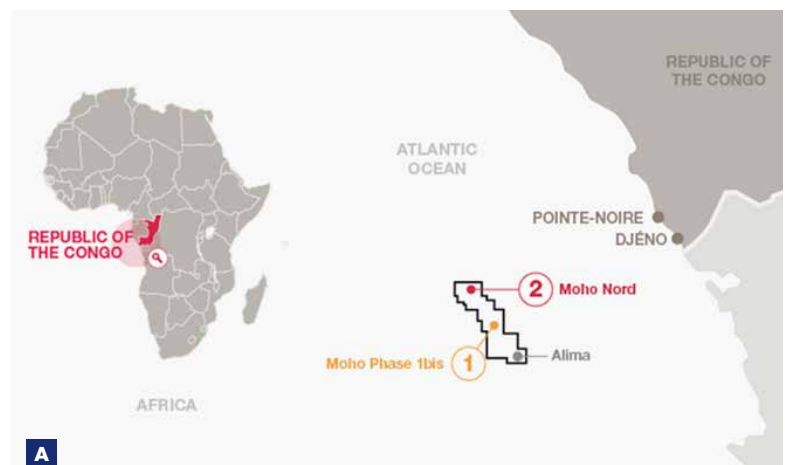 REPUBLIC OF
THE CONGO
ATLANTIC
OCEAN
POINTE-NOIRE
DJÉNO
REPUBLIC OF
THE CONGO
2 Moho Nord
Moho Phase 1bis 1
Alima
AFRICA
A